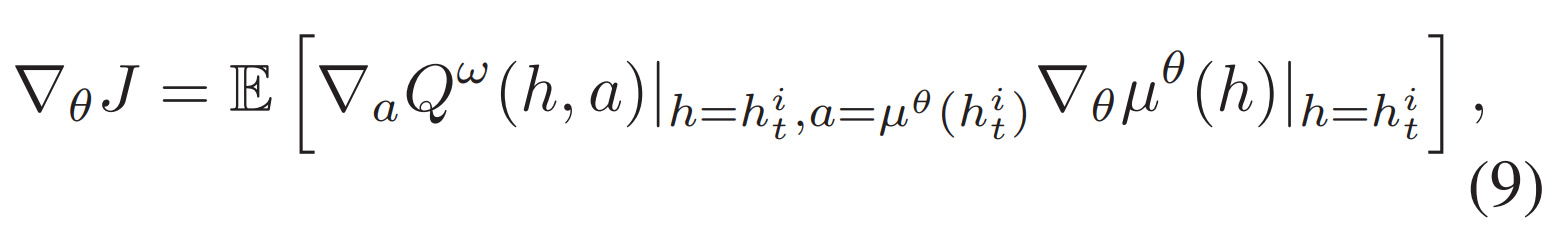 ∇_θ J = 𝔼 [ ∇_a Q^ω(h, a)|_{h=h_t^i, a=μ^θ(h_t^i)} ∇_θ μ^θ(h)|_{h=h_t^i} ],
(9)